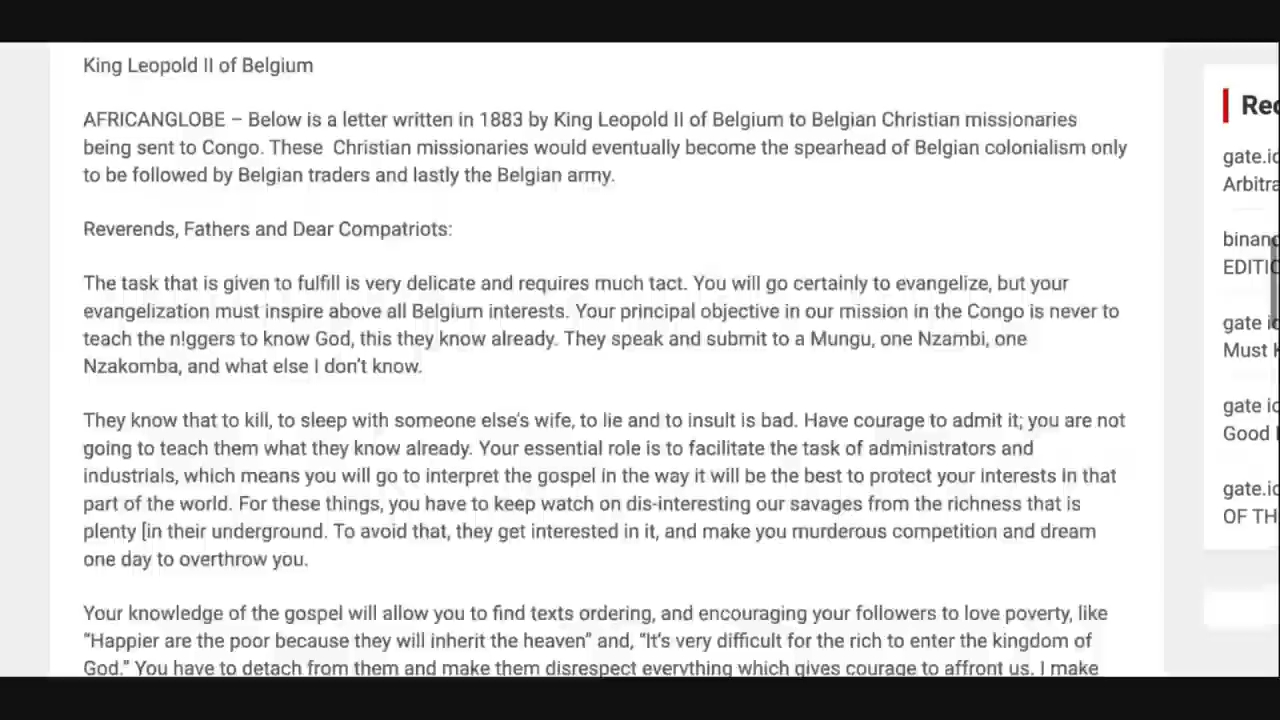 King Leopold II of Belgium
AFRICANGLOBE – Below is a letter written in 1883 by King Leopold II of Belgium to Belgian Christian missionaries
being sent to Congo. These  Christian missionaries would eventually become the spearhead of Belgian colonialism only
to be followed by Belgian traders and lastly the Belgian army.
Reverends, Fathers and Dear Compatriots:
The task that is given to fulfill is very delicate and requires much tact. You will go certainly to evangelize, but your
evangelization must inspire above all Belgium interests. Your principal objective in our mission in the Congo is never to
teach the n!ggers to know God, this they know already. They speak and submit to a Mungu, one Nzambi, one
Nzakomba, and what else I don't know.
They know that to kill, to sleep with someone else's wife, to lie and to insult is bad. Have courage to admit it; you are not
going to teach them what they know already. Your essential role is to facilitate the task of administrators and
industrials, which means you will go to interpret the gospel in the way it will be the best to protect your interests in that
part of the world. For these things, you have to keep watch on dis-interesting our savages from the richness that is
plenty [in their underground. To avoid that, they get interested in it, and make you murderous competition and dream
one day to overthrow you.
Your knowledge of the gospel will allow you to find texts ordering, and encouraging your followers to love poverty, like
“Happier are the poor because they will inherit the heaven” and, “It's very difficult for the rich to enter the kingdom of
God.” You have to detach from them and make them disrespect everything which gives courage to affront us. I make
Rec
gate.io
Arbitra
binanc
EDITIO
gate io
Must K
gate io
Good
gate.io
OF TH